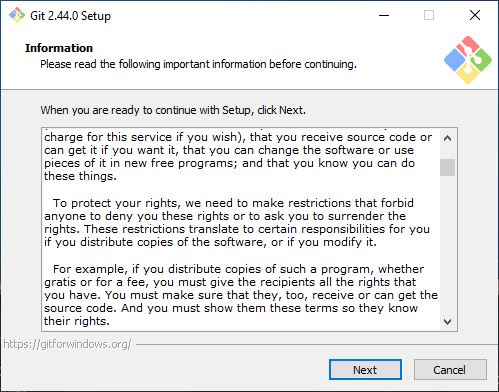 Git 2.44.0 Setup
Information
Please read the following important information before continuing.
When you are ready to continue with Setup, click Next.
charge for this service if you wish), that you receive source code or
can get it if you want it, that you can change the software or use
pieces of it in new free programs; and that you know you can do
these things.
To protect your rights, we need to make restrictions that forbid
anyone to deny you these rights or to ask you to surrender the
rights. These restrictions translate to certain responsibilities for you
if you distribute copies of the software, or if you modify it.
For example, if you distribute copies of such a program, whether
gratis or for a fee, you must give the recipients all the rights that
you have. You must make sure that they, too, receive or can get the
source code. And you must show them these terms so they know
their rights.
https://gitforwindows.org/
Next
Cancel